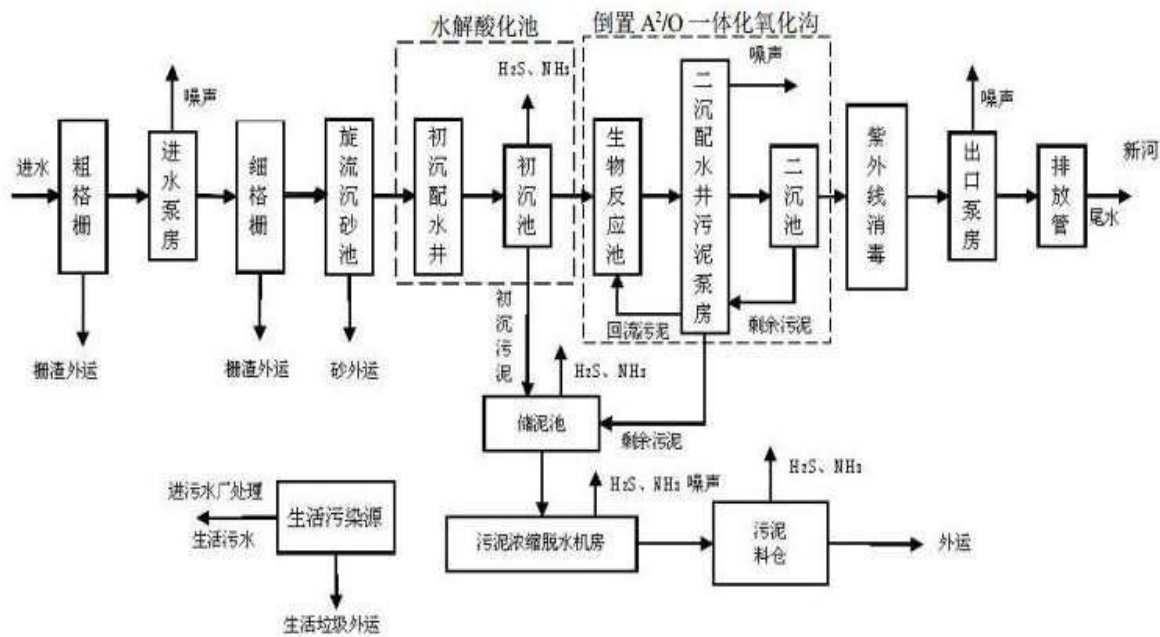 水解酸化池
倒置 A²/O 一体化氧化沟
H₂S、NH₃
噪声
噪声
噪声
进水
粗格栅
进水泵房
细格栅
旋流沉砂池
初沉配水井
初沉池
生物反应池
二沉配水井污泥泵房
二沉池
紫外线消毒
出口泵房
排放管
新河
尾水
回流污泥
剩余污泥
栅渣外运
栅渣外运
砂外运
初沉污泥
H₂S、NH₃
储泥池
剩余污泥
H₂S、NH₃
进污水厂处理
生活污水
生活污染源
H₂S、NH₃ 噪声
污泥浓缩脱水机房
污泥
料仓
外运
生活垃圾外运